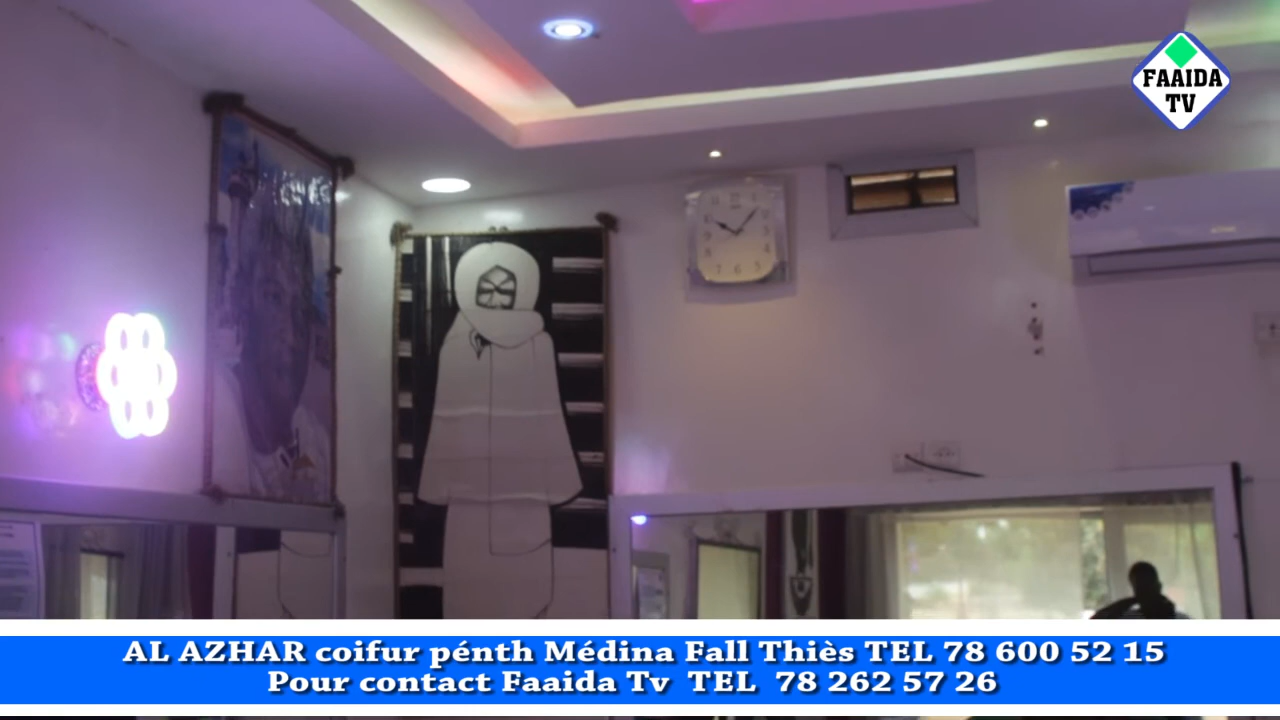 FAAIDA
TV
AL AZHAR coifur pénth Médina Fall Thiès TEL 78 600 52 15
Pour contact Faaida Tv TEL 78 262 57 26